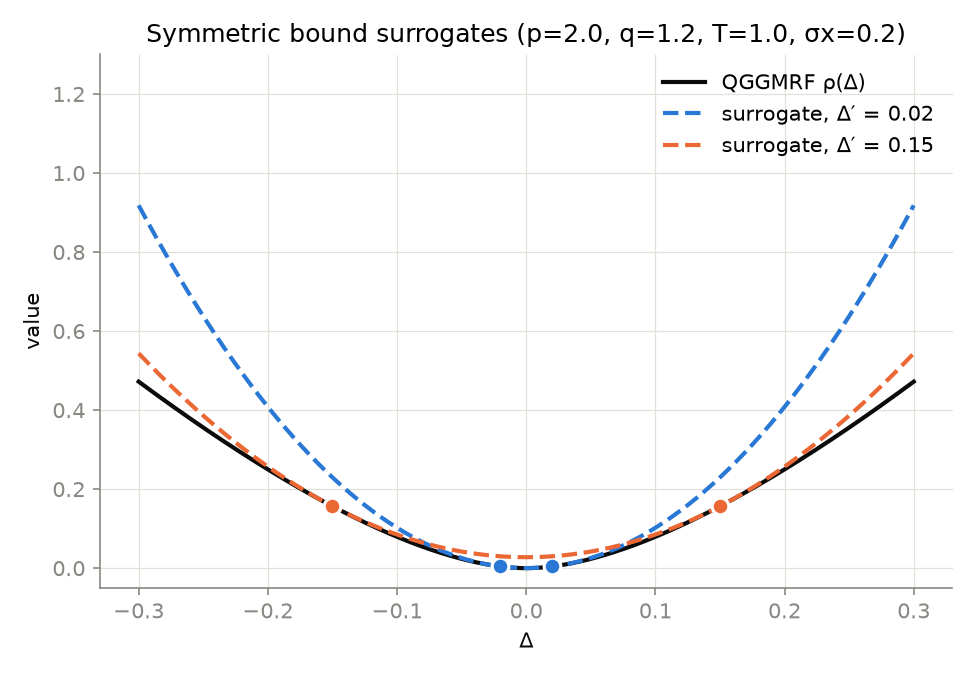 Symmetric bound surrogates (p=2.0, q=1.2, T=1.0, σx=0.2)
QGGMRF ρ(Δ)
surrogate, Δ′ = 0.02
surrogate, Δ′ = 0.15
value
1.2
1.0
0.8
0.6
0.4
0.2
0.0
−0.3
−0.2
−0.1
0.0
0.1
0.2
0.3
Δ